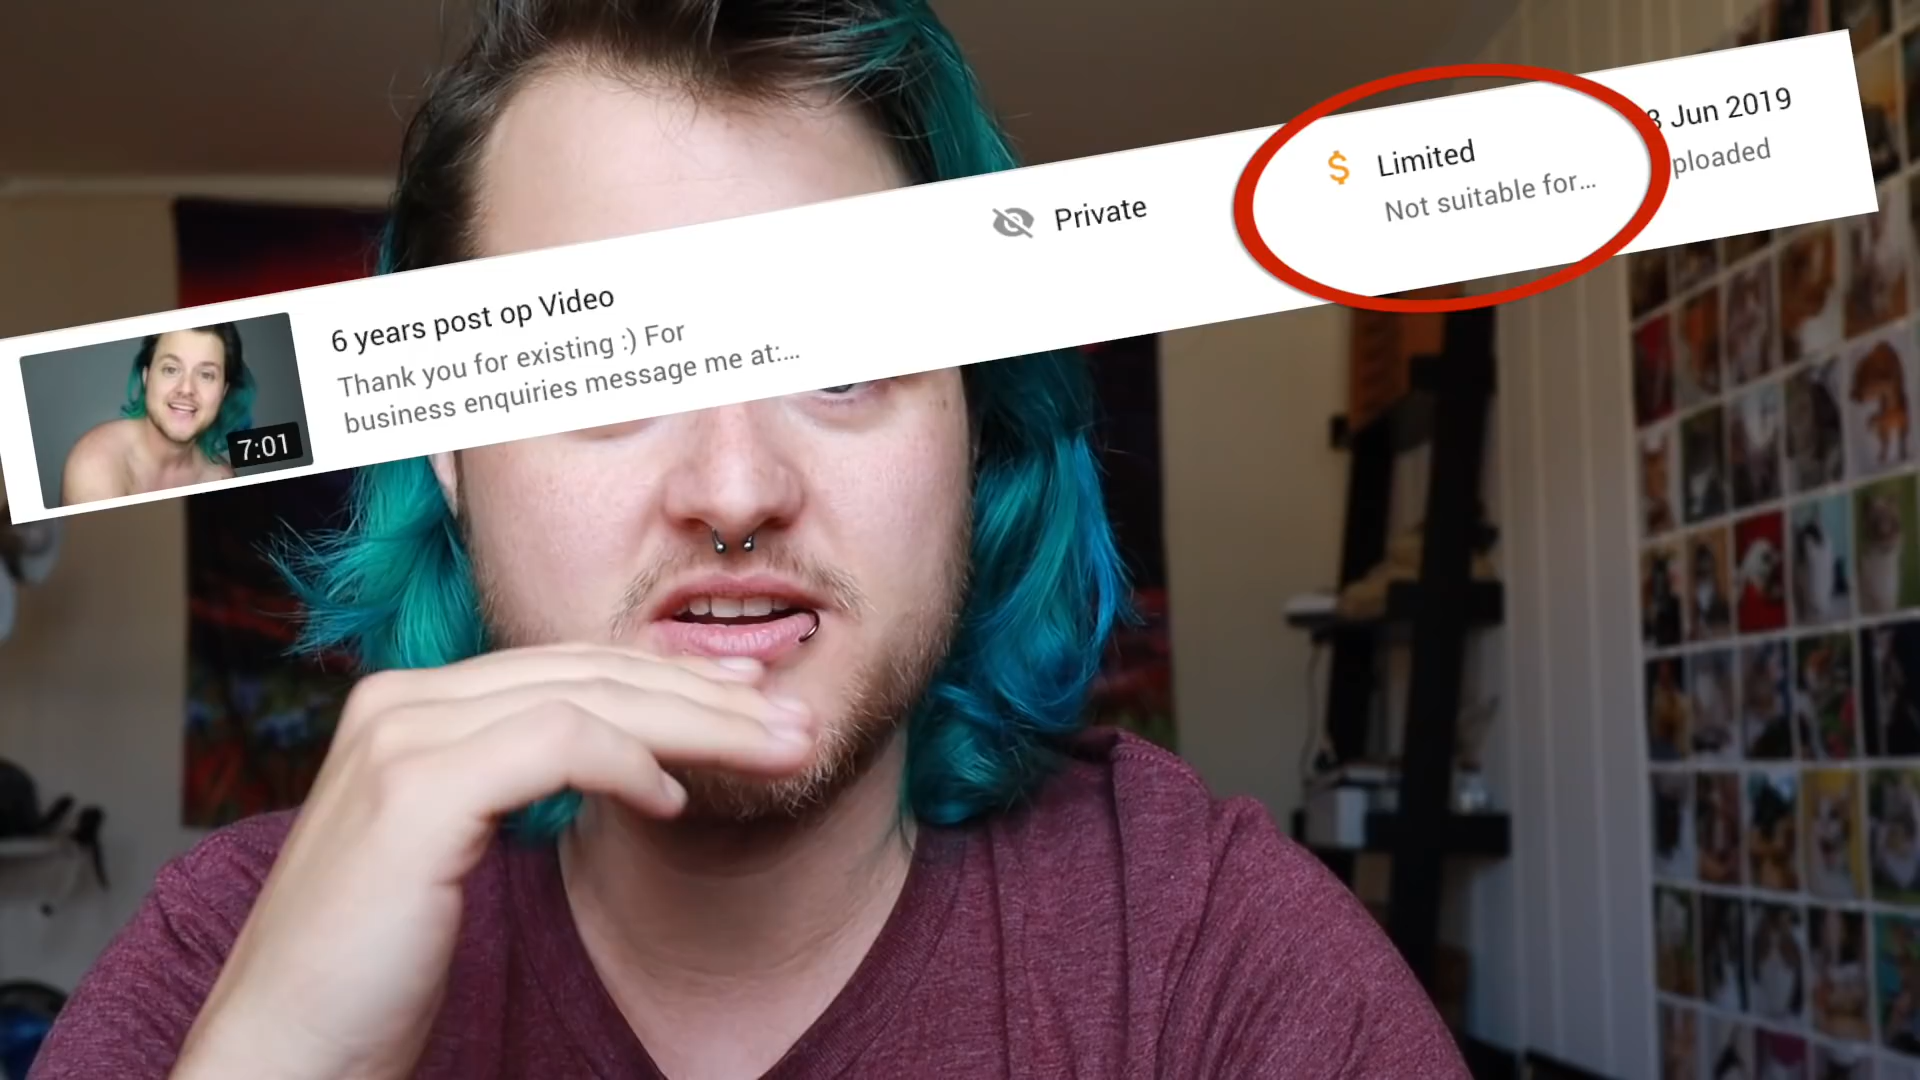 6 years post op Video
Thank you for existing :) For
business enquiries message me at:...
7:01
Private
Limited
Not suitable for...
Jun 2019
ploaded